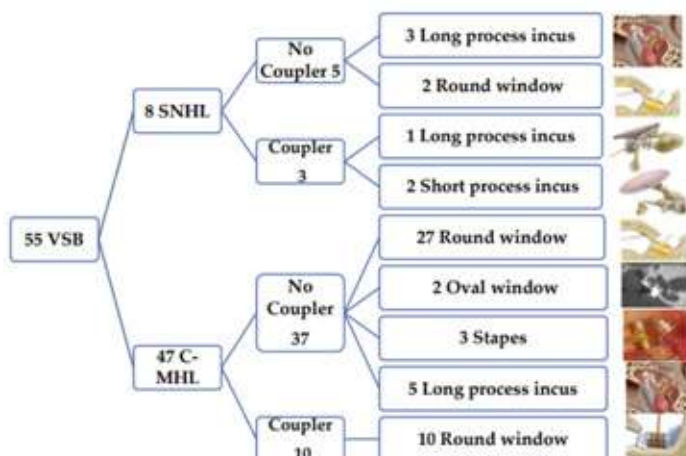 55 VSB
8 SNHL
No
Coupler 5
3 Long process incus
2 Round window
Coupler
3
1 Long process incus
2 Short process incus
47 C-
MHL
No
Coupler
37
27 Round window
2 Oval window
3 Stapes
5 Long process incus
Coupler
10
10 Round window